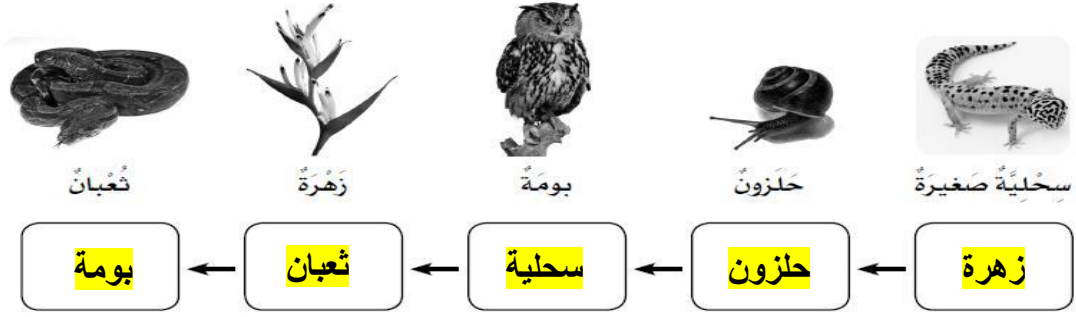 سِحْلِيَّةٌ صَغيرَةٌ حَلَزونٌ بومَةٌ زَهْرَةٌ ثُعْبانٌ
زهرة حلزون سحلية ثعبان بومة